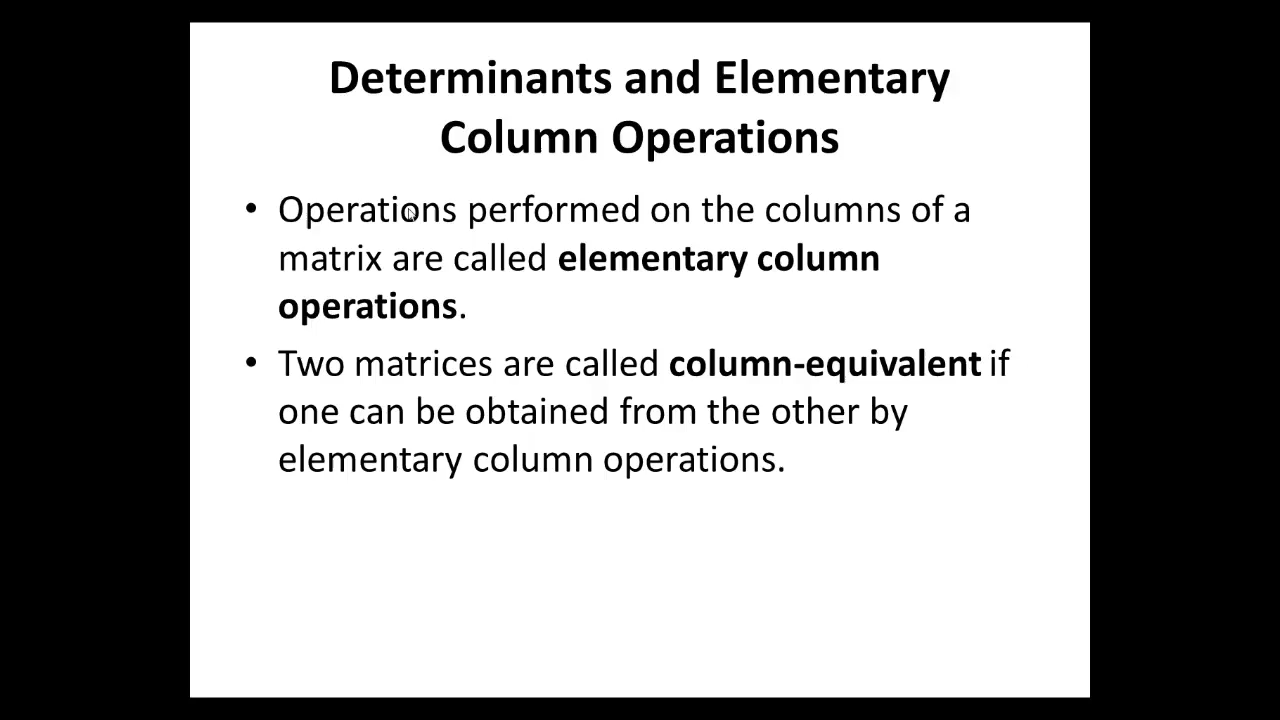 Determinants and Elementary
Column Operations
• Operations performed on the columns of a
matrix are called elementary column
operations.
• Two matrices are called column-equivalent if
one can be obtained from the other by
elementary column operations.